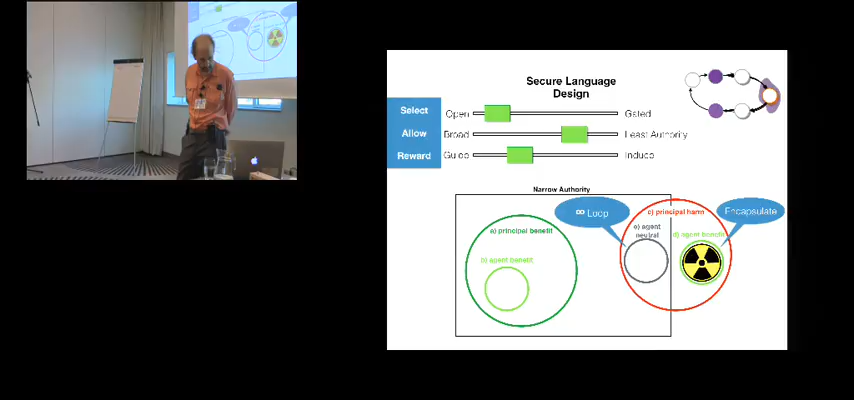 Secure Language
Design
Select
Open
Gated
Allow
Broad
Least Authority
Reward
Guide
Induce
Narrow Authority
∞ Loop
c) principal harm
Encapsulate
a) principal benefit
e) agent
neutral
d) agent benefit
b) agent benefit